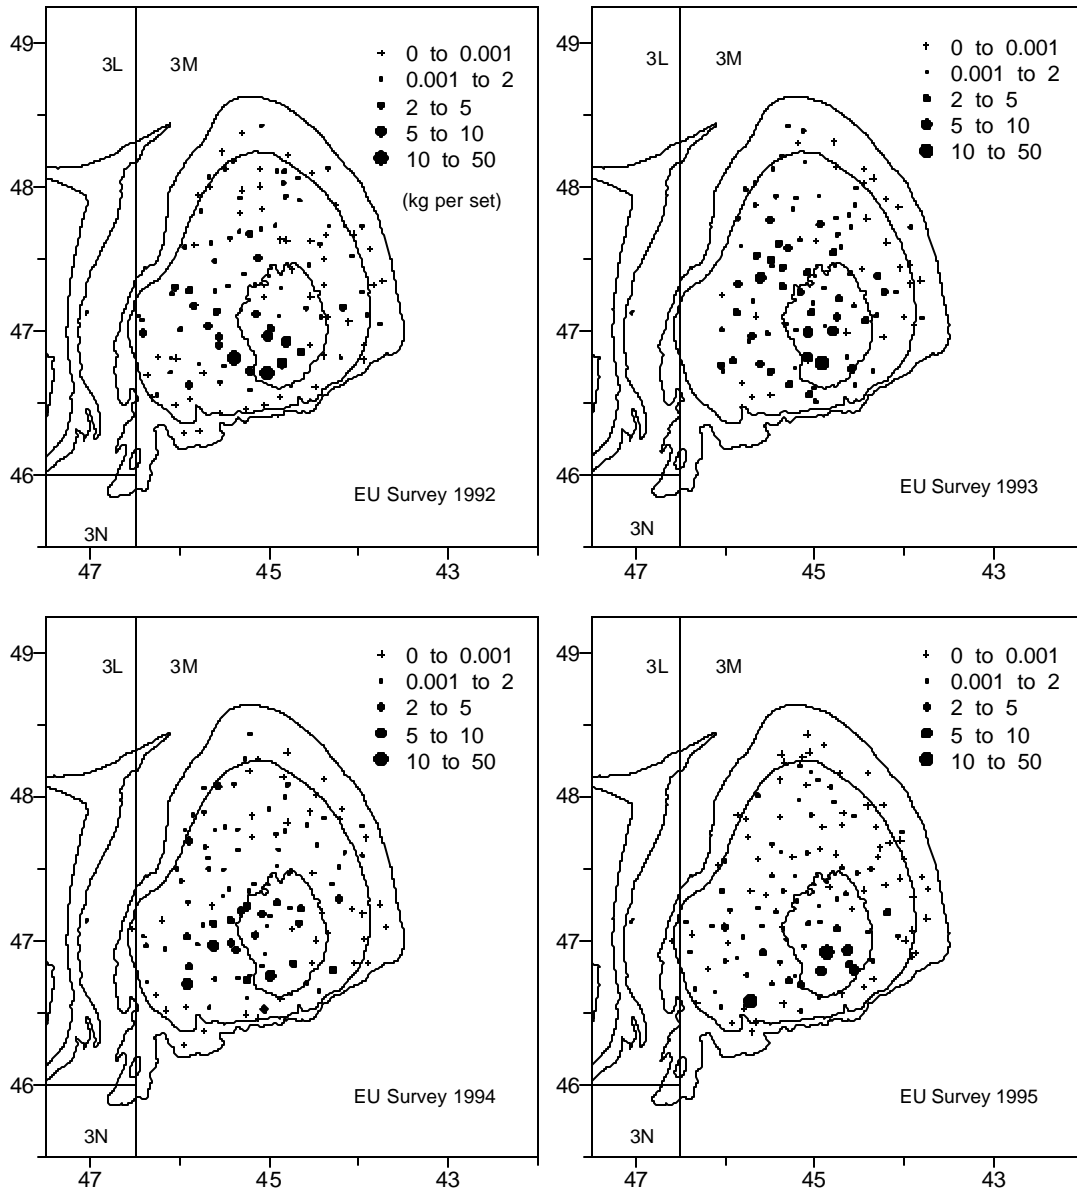 49
3L 3M
+ 0 to 0.001
0.001 to 2
2 to 5
5 to 10
10 to 50
(kg per set)
48
47
46
EU Survey 1992
3N
47 45 43
49
3L 3M
+ 0 to 0.001
0.001 to 2
2 to 5
5 to 10
10 to 50
48
47
46
EU Survey 1993
3N
47 45 43
49
3L 3M
+ 0 to 0.001
0.001 to 2
2 to 5
5 to 10
10 to 50
48
47
46
EU Survey 1994
3N
47 45 43
49
3L 3M
+ 0 to 0.001
0.001 to 2
2 to 5
5 to 10
10 to 50
48
47
46
EU Survey 1995
3N
47 45 43